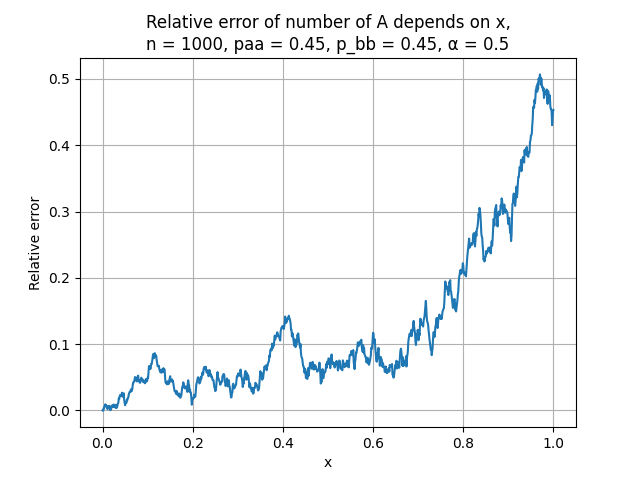 Relative error of number of A depends on x,
n = 1000, paa = 0.45, p_bb = 0.45, α = 0.5
0.5
0.4
0.3
0.2
0.1
0.0
Relative error
0.0 0.2 0.4 0.6 0.8 1.0
x